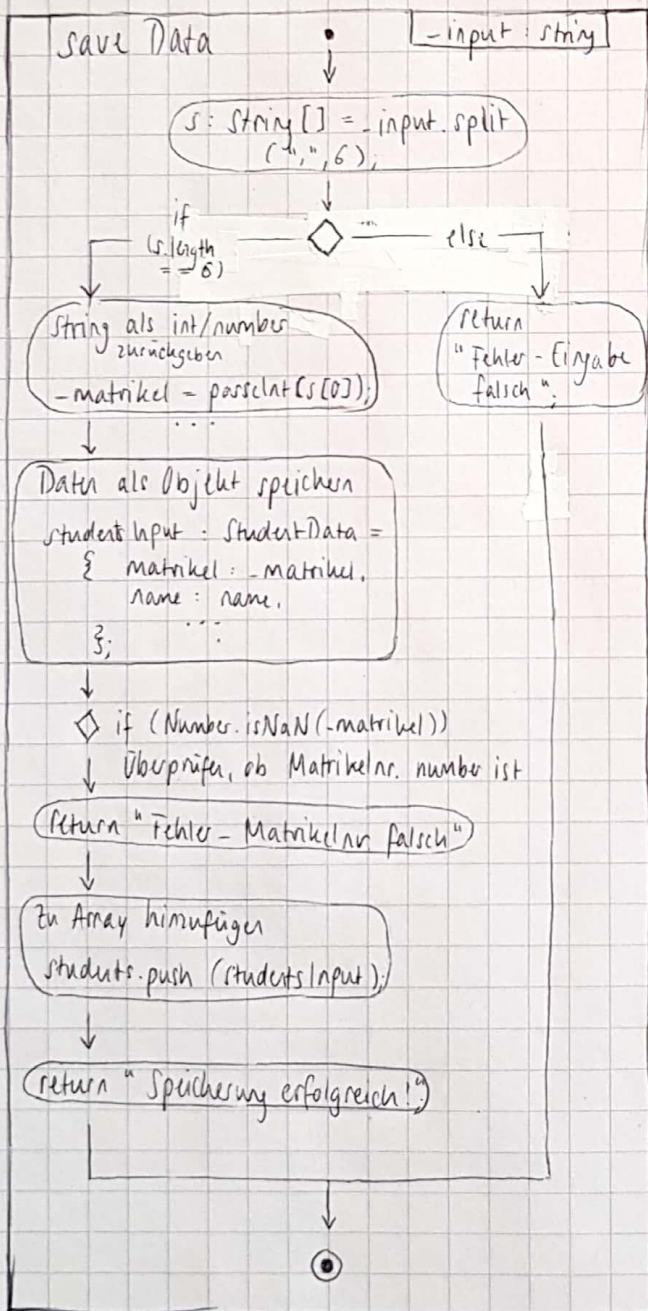 save Data
_input : string
s : String [] = _input.split
(",", 6);
if
(s.length
== 6)
else
String als int/number
zurückgeben
_matrikel = parseInt(s[0]);
...
return
"Fehler - Eingabe
falsch";
Daten als Objekt speichern
studentsInput : StudentData =
{ matrikel : _matrikel,
name : name,
...
};
if (Number.isNaN(_matrikel))
Überprüfen, ob Matrikelnr. number ist
return "Fehler - Matrikelnr falsch"
Zu Array hinzufügen
students.push (studentsInput);
return "Speicherung erfolgreich!";